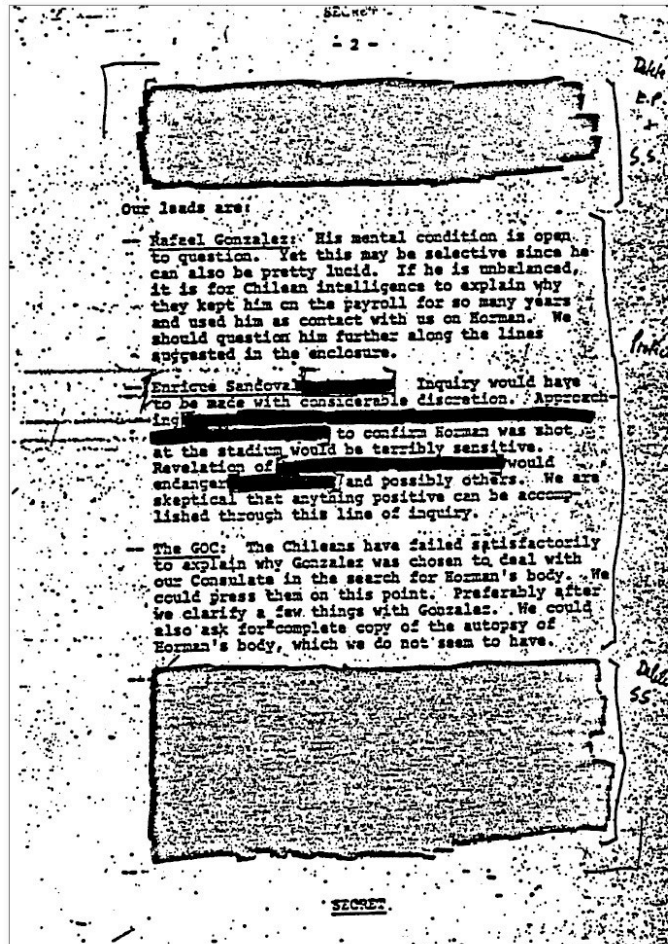 SECRET
- 2 -
Delete
E.P.
+
S.S.
Our leads are:
-- Rafael Gonzalez: His mental condition is open
to question. Yet this may be selective since he
can also be pretty lucid. If he is unbalanced,
it is for Chilean intelligence to explain why
they kept him on the payroll for so many years
and used him as contact with us on Horman. We
should question him further along the lines
suggested in the enclosure.
-- Enrique Sandoval Inquiry would have
to be made with considerable discretion. Approach-
ing
to confirm Horman was shot
at the stadium would be terribly sensitive.
Revelation of would
endanger and possibly others. We are
skeptical that anything positive can be accomp-
lished through this line of inquiry.
-- The GOC: The Chileans have failed satisfactorily
to explain why Gonzalez was chosen to deal with
our Consulate in the search for Horman's body. We
could press them on this point. Preferably after
we clarify a few things with Gonzalez. We could
also ask for complete copy of the autopsy of
Horman's body, which we do not seem to have.
--
Delete
SS
SECRET